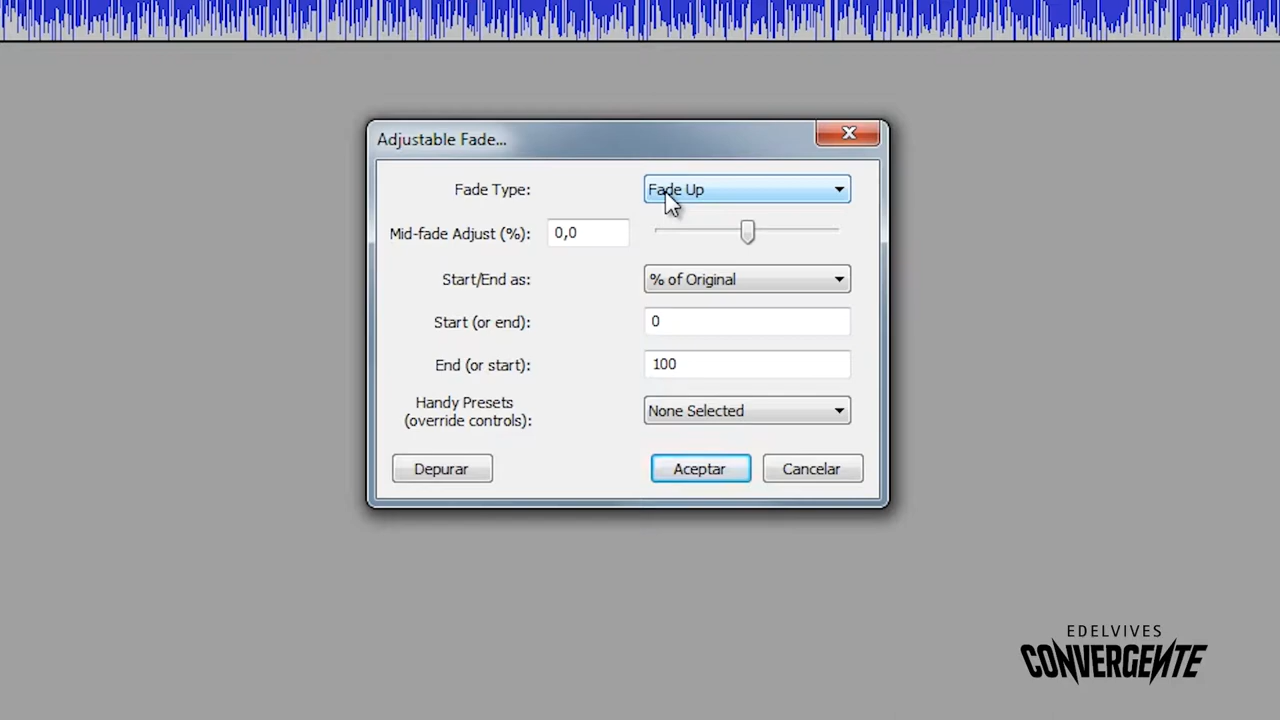 Adjustable Fade...
Fade Type: Fade Up
Mid-fade Adjust (%): 0,0
Start/End as: % of Original
Start (or end): 0
End (or start): 100
Handy Presets
(override controls): None Selected
Depurar Aceptar Cancelar
EDELVIVES
CONVERGENTE